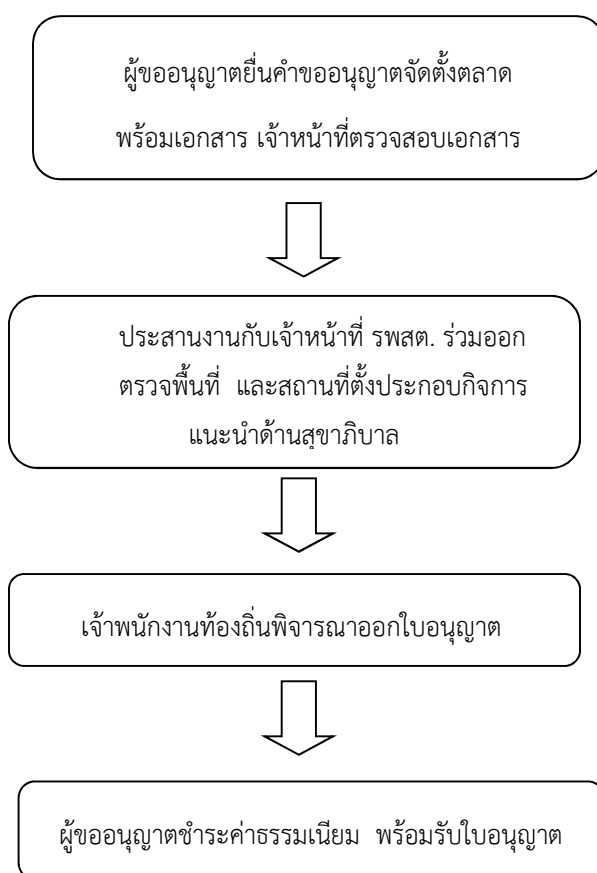 ผู้ขออนุญาตยื่นคำขออนุญาตจัดตั้งตลาด
พร้อมเอกสาร เจ้าหน้าที่ตรวจสอบเอกสาร
ประสานงานกับเจ้าหน้าที่ รพสต. ร่วมออก
ตรวจพื้นที่ และสถานที่ตั้งประกอบกิจการ
แนะนำด้านสุขาภิบาล
เจ้าพนักงานท้องถิ่นพิจารณาออกใบอนุญาต
ผู้ขออนุญาตชำระค่าธรรมเนียม พร้อมรับใบอนุญาต